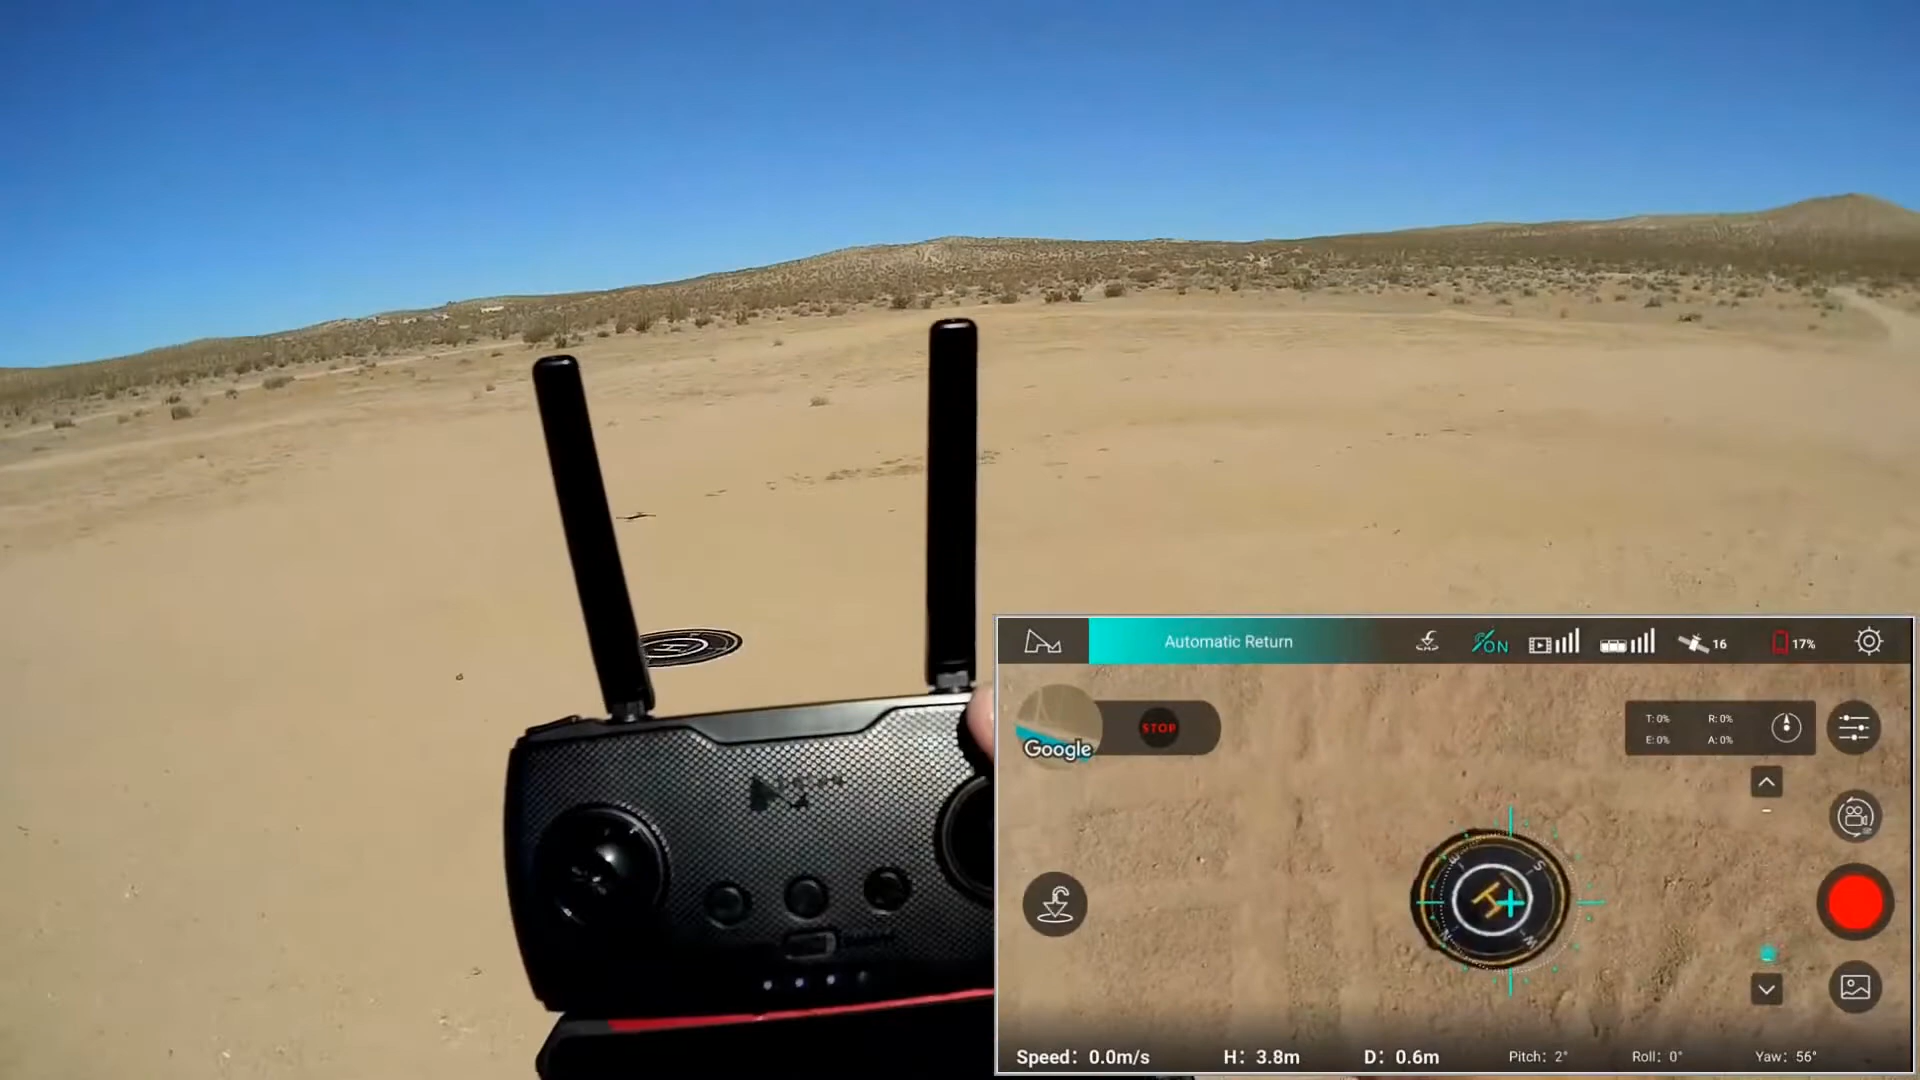 H
Automatic Return
ON
16
17%
Google
STOP
T: 0%
R: 0%
E: 0%
A: 0%
S
H
N
W
Speed: 0.0m/s
H: 3.8m
D: 0.6m
Pitch: 2°
Roll: 0°
Yaw: 56°